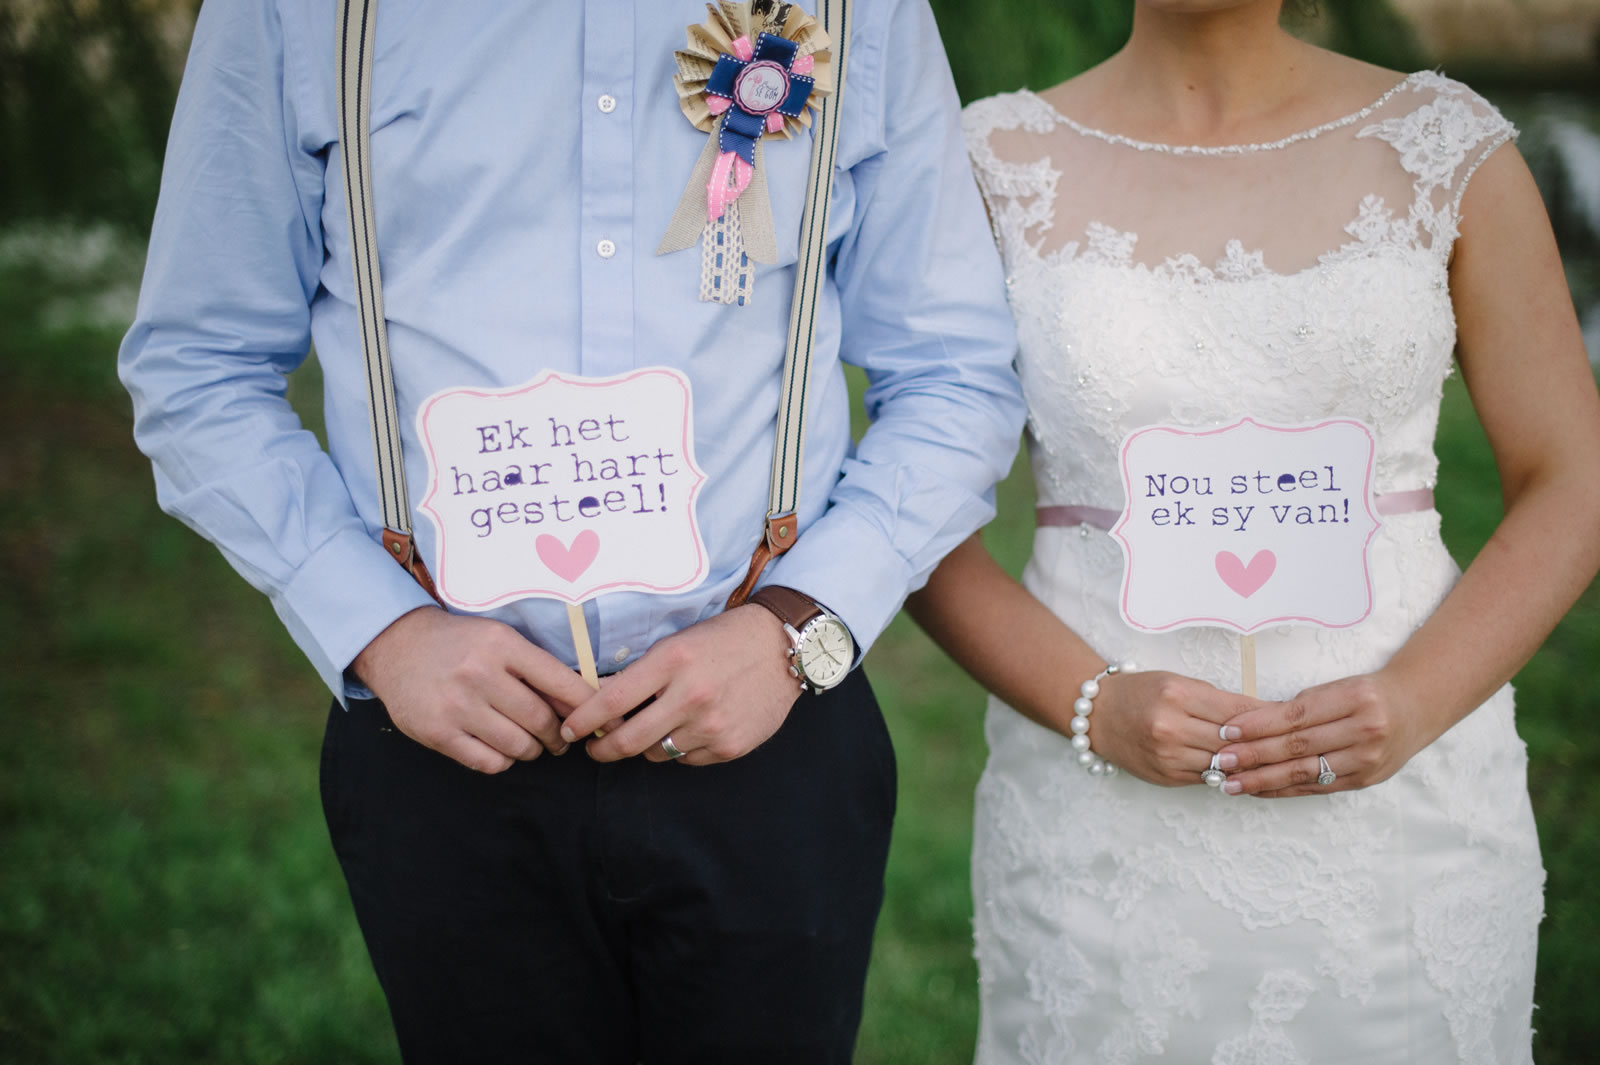 Ek het
haar hart
gesteel!
Nou steel
ek sy van!